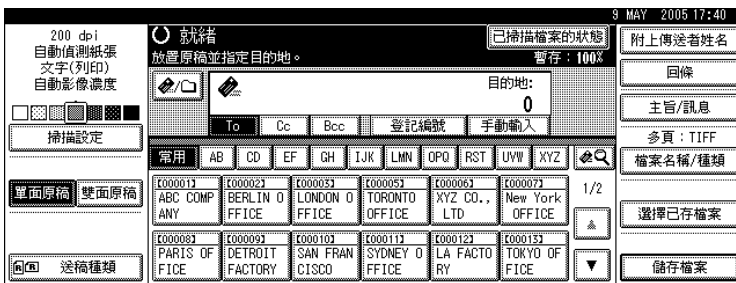 9 MAY 2005 17:40
200 dpi
自動偵測紙張
文字(列印)
自動影像濃度
掃描設定
單面原稿 雙面原稿
送稿種類
就緒
已掃描檔案的狀態
放置原稿並指定目的地。
暫存：100%
目的地:
0
To Cc Bcc 登記編號 手動輸入
常用 AB CD EF GH IJK LMN OPQ RST UVW XYZ
[00001] [00002] [00003] [00005] [00006] [00007]
ABC COMP BERLIN O LONDON O TORONTO XYZ CO., New York
ANY FFICE FFICE OFFICE LTD OFFICE
1/2
[00008] [00009] [00010] [00011] [00012] [00013]
PARIS OF DETROIT SAN FRAN SYDNEY O LA FACTO TOKYO OF
FICE FACTORY CISCO FFICE RY FICE
附上傳送者姓名
回條
主旨/訊息
多頁：TIFF
檔案名稱/種類
選擇已存檔案
儲存檔案